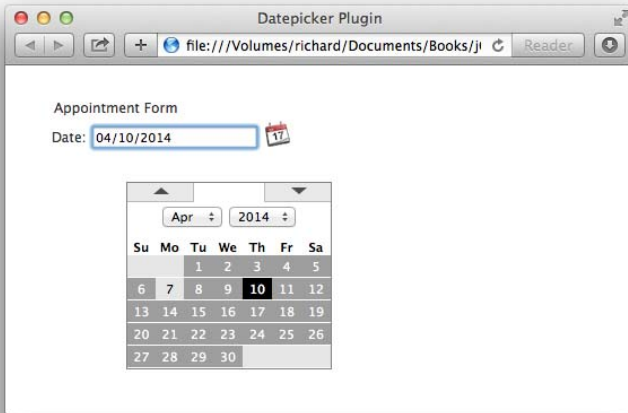 Datepicker Plugin
file:///Volumes/richard/Documents/Books/j
Reader
Appointment Form
Date: 04/10/2014
17
Apr 2014
Su Mo Tu We Th Fr Sa
1 2 3 4 5
6 7 8 9 10 11 12
13 14 15 16 17 18 19
20 21 22 23 24 25 26
27 28 29 30